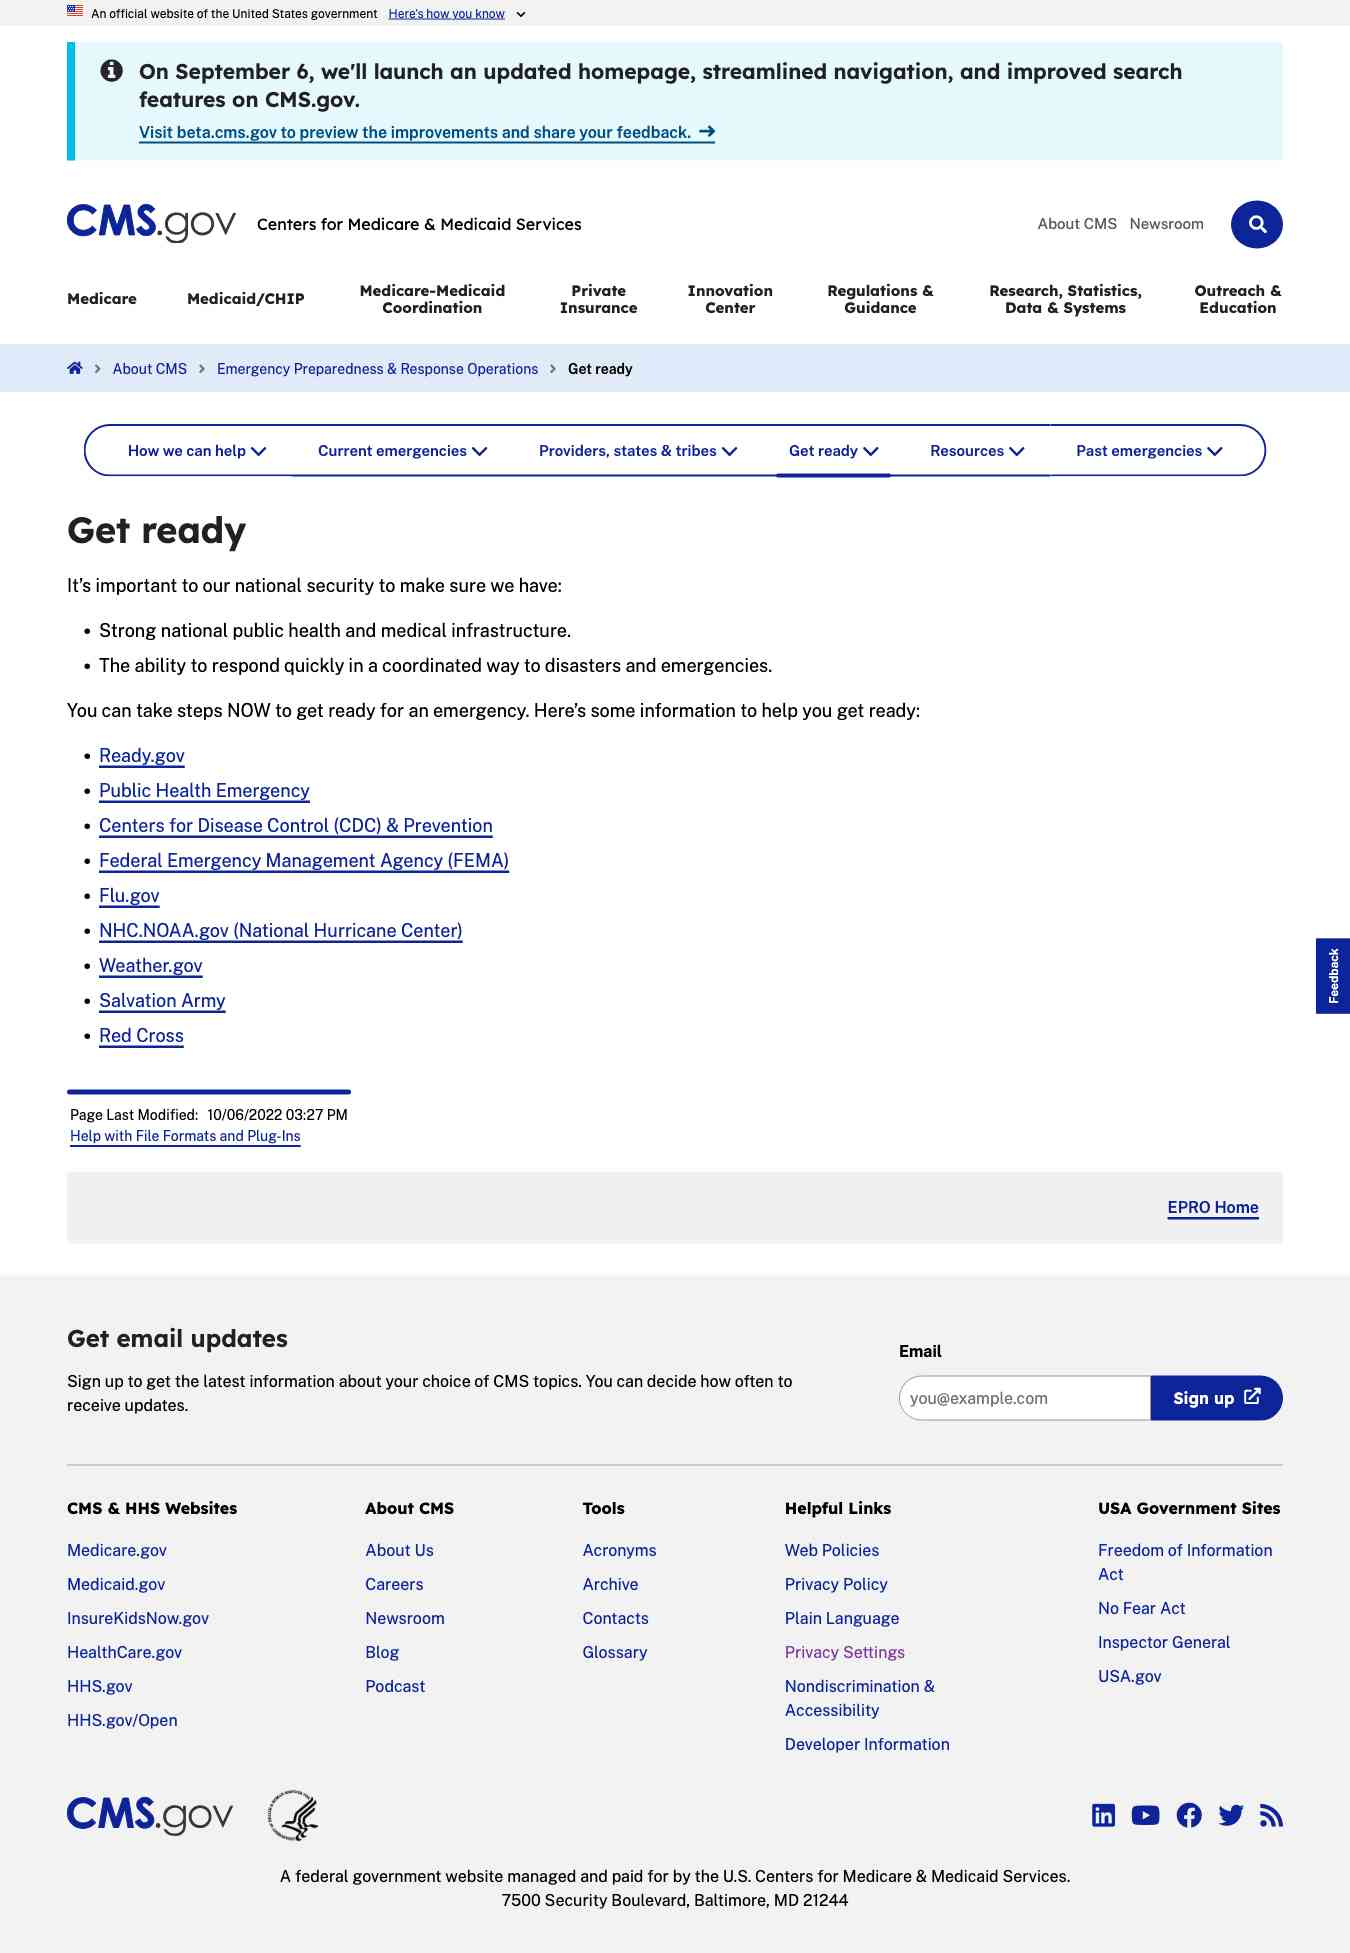 An official website of the United States government Here's how you know
On September 6, we'll launch an updated homepage, streamlined navigation, and improved search
features on CMS.gov.
Visit beta.cms.gov to preview the improvements and share your feedback.
CMS.gov Centers for Medicare & Medicaid Services
About CMS Newsroom
Medicare
Medicaid/CHIP
Medicare-Medicaid
Coordination
Private
Insurance
Innovation
Center
Regulations &
Guidance
Research, Statistics,
Data & Systems
Outreach &
Education
About CMS Emergency Preparedness & Response Operations Get ready
How we can help Current emergencies Providers, states & tribes Get ready Resources Past emergencies
Get ready
It's important to our national security to make sure we have:
• Strong national public health and medical infrastructure.
• The ability to respond quickly in a coordinated way to disasters and emergencies.
You can take steps NOW to get ready for an emergency. Here's some information to help you get ready:
• Ready.gov
• Public Health Emergency
• Centers for Disease Control (CDC) & Prevention
• Federal Emergency Management Agency (FEMA)
• Flu.gov
• NHC.NOAA.gov (National Hurricane Center)
• Weather.gov
• Salvation Army
• Red Cross
Feedback
Page Last Modified: 10/06/2022 03:27 PM
Help with File Formats and Plug-Ins
EPRO Home
Get email updates
Sign up to get the latest information about your choice of CMS topics. You can decide how often to
receive updates.
Email
you@example.com
Sign up
CMS & HHS Websites
Medicare.gov
Medicaid.gov
InsureKidsNow.gov
HealthCare.gov
HHS.gov
HHS.gov/Open
About CMS
About Us
Careers
Newsroom
Blog
Podcast
Tools
Acronyms
Archive
Contacts
Glossary
Helpful Links
Web Policies
Privacy Policy
Plain Language
Privacy Settings
Nondiscrimination &
Accessibility
Developer Information
USA Government Sites
Freedom of Information
Act
No Fear Act
Inspector General
USA.gov
CMS.gov
A federal government website managed and paid for by the U.S. Centers for Medicare & Medicaid Services.
7500 Security Boulevard, Baltimore, MD 21244